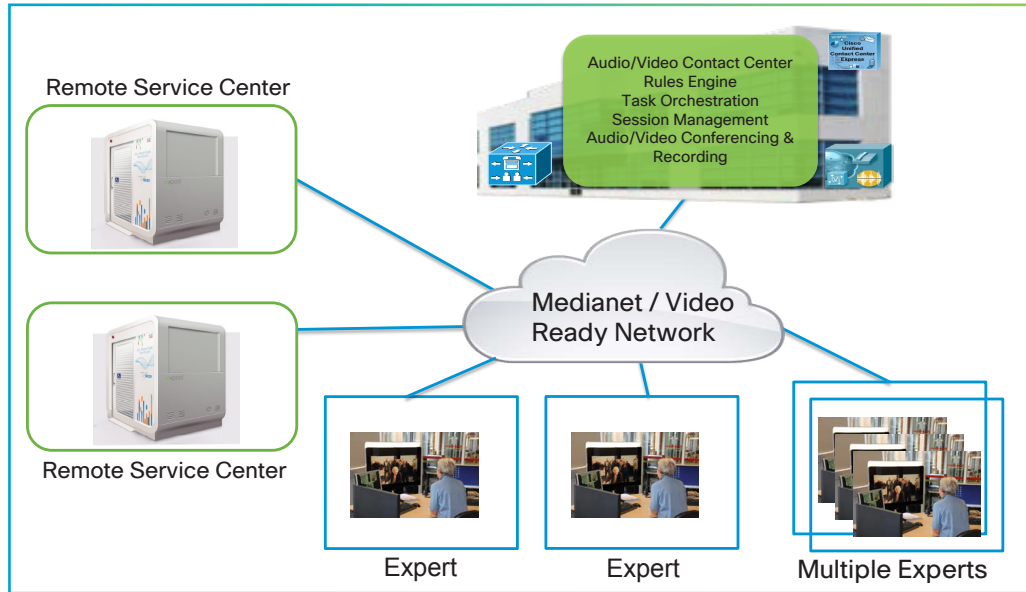 Remote Service Center
Audio/Video Contact Center
Rules Engine
Task Orchestration
Session Management
Audio/Video Conferencing &
Recording
Cisco
Unified
Contact Center
Express
Medianet / Video
Ready Network
Remote Service Center
Expert
Expert
Multiple Experts